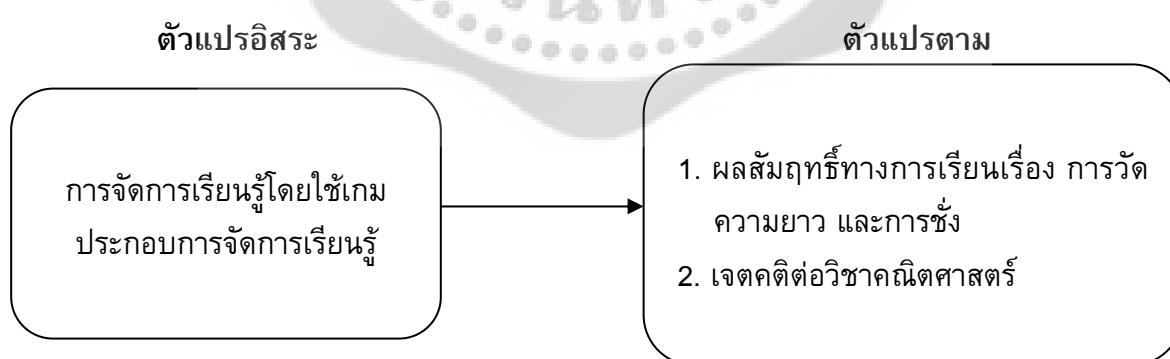 ตัวแปรอิสระ
ตัวแปรตาม
การจัดการเรียนรู้โดยใช้เกม
ประกอบการจัดการเรียนรู้
1. ผลสัมฤทธิ์ทางการเรียนเรื่อง การวัด
ความยาว และการชั่ง
2. เจตคติต่อวิชาคณิตศาสตร์